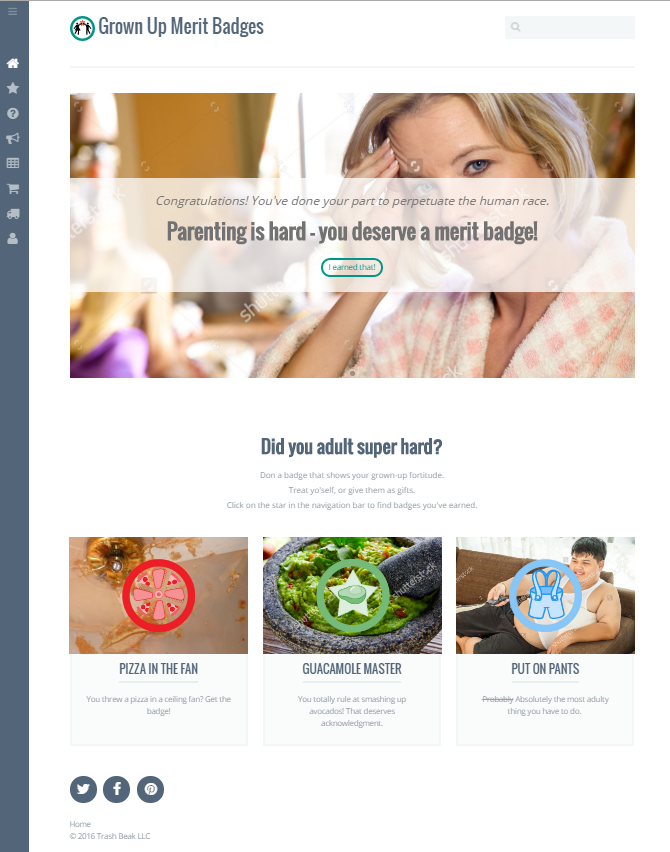 Grown Up Merit Badges
Congratulations! You've done your part to perpetuate the human race.
Parenting is hard - you deserve a merit badge!
I earned that!
shutterstock
Did you adult super hard?
Don a badge that shows your grown-up fortitude.
Treat yo'self, or give them as gifts.
Click on the star in the navigation bar to find badges you've earned.
PIZZA IN THE FAN
You threw a pizza in a ceiling fan? Get the
badge!
GUACAMOLE MASTER
You totally rule at smashing up
avocados! That deserves
acknowledgment.
PUT ON PANTS
Probably Absolutely the most adulty
thing you have to do.
Home
© 2016 Trash Beak LLC